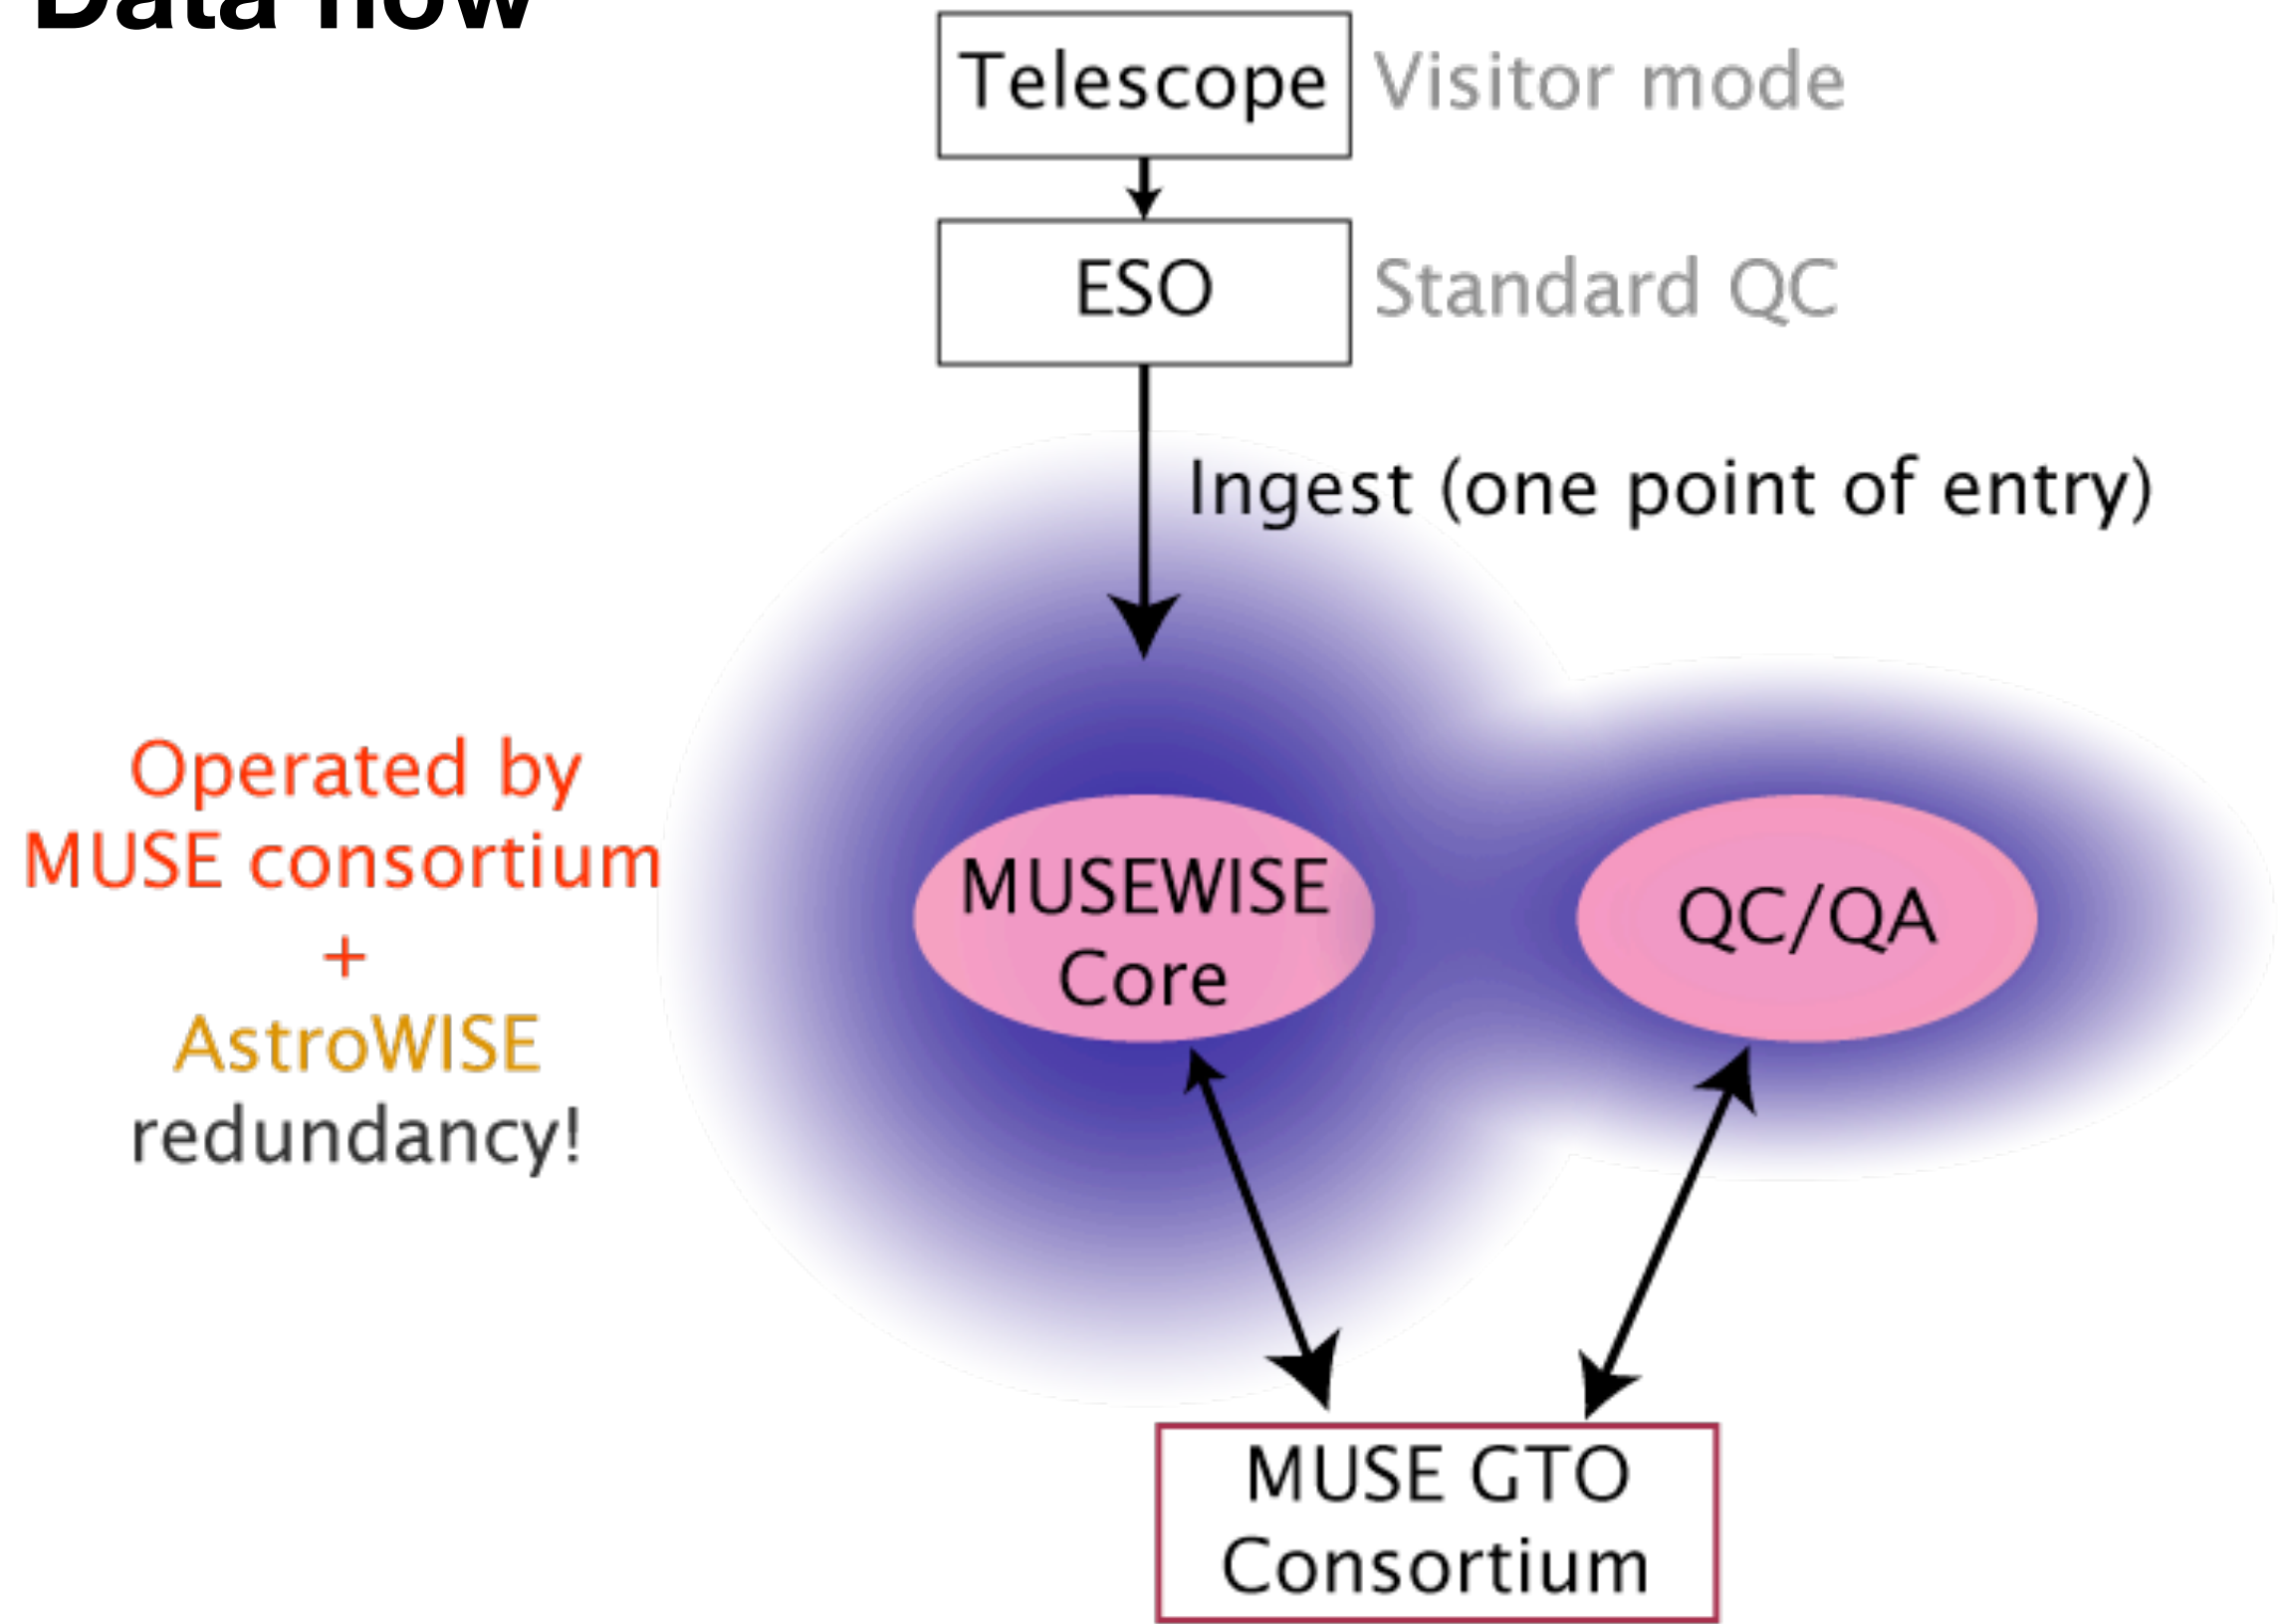 Data flow
Telescope
Visitor mode
ESO
Standard QC
Ingest (one point of entry)
Operated by
MUSE consortium
+
AstroWISE
redundancy!
MUSEWISE
Core
QC/QA
MUSE GTO
Consortium